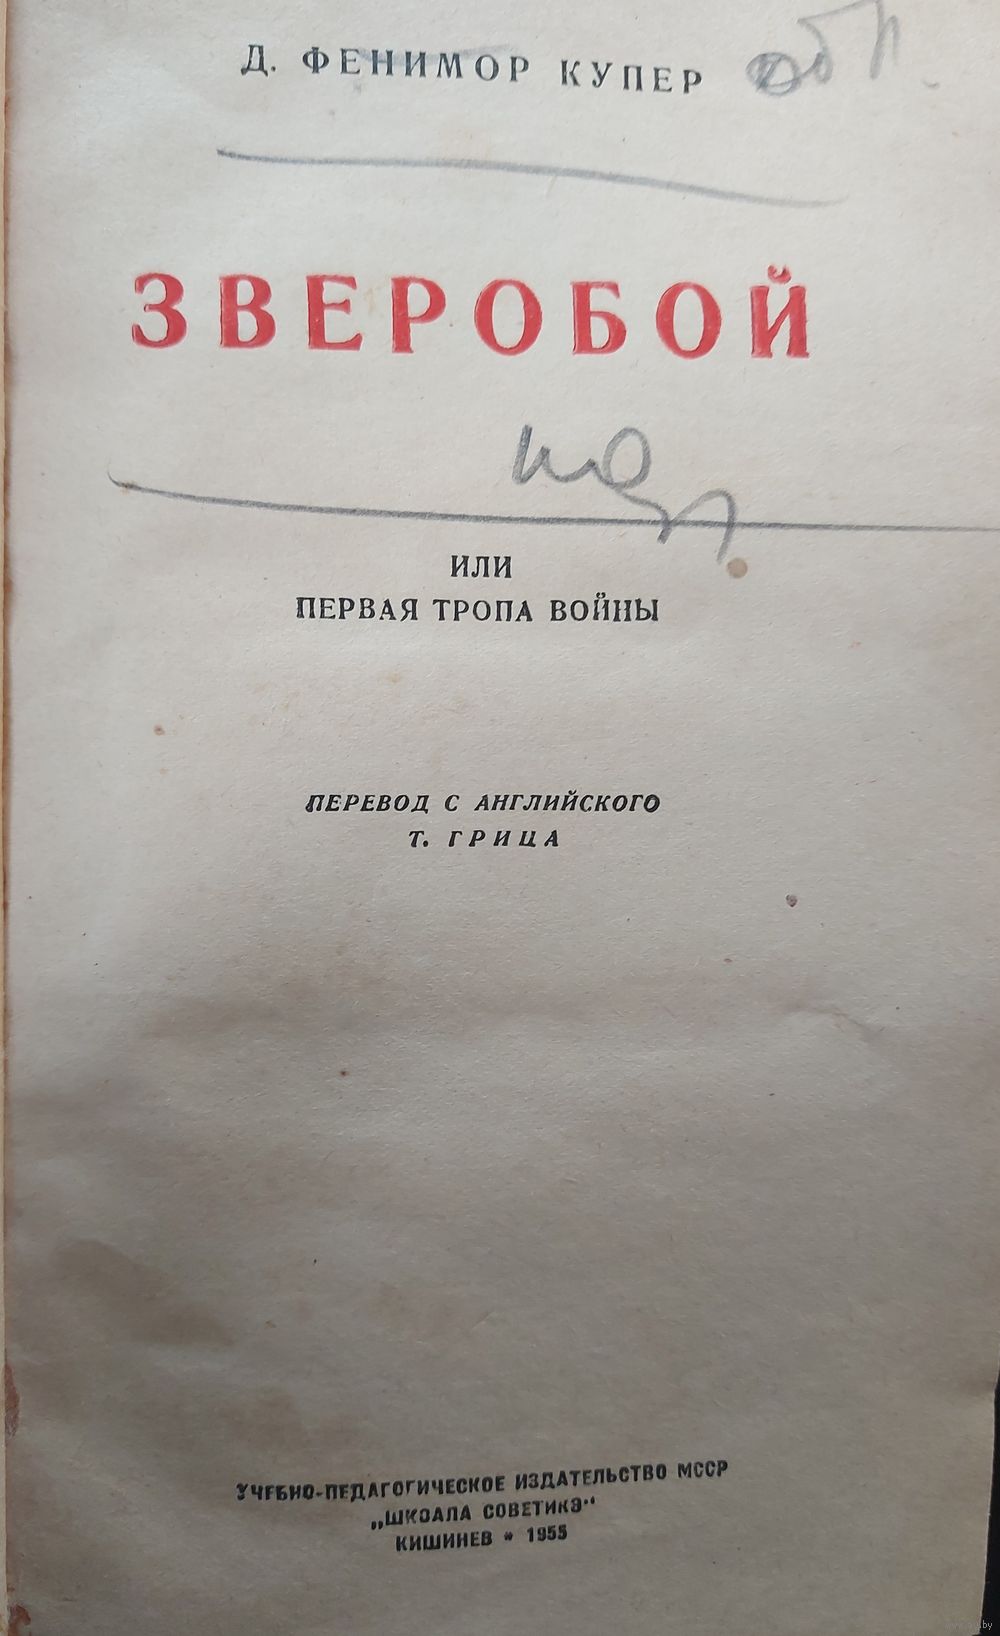 Д. ФЕНИМОР КУПЕР
ЗВЕРОБОЙ
ИЛИ
ПЕРВАЯ ТРОПА ВОЙНЫ
ПЕРЕВОД С АНГЛИЙСКОГО
Т. ГРИЦА
УЧЕБНО-ПЕДАГОГИЧЕСКОЕ ИЗДАТЕЛЬСТВО МССР
„ШКОАЛА СОВЕТИКЭ“
КИШИНЕВ * 1955